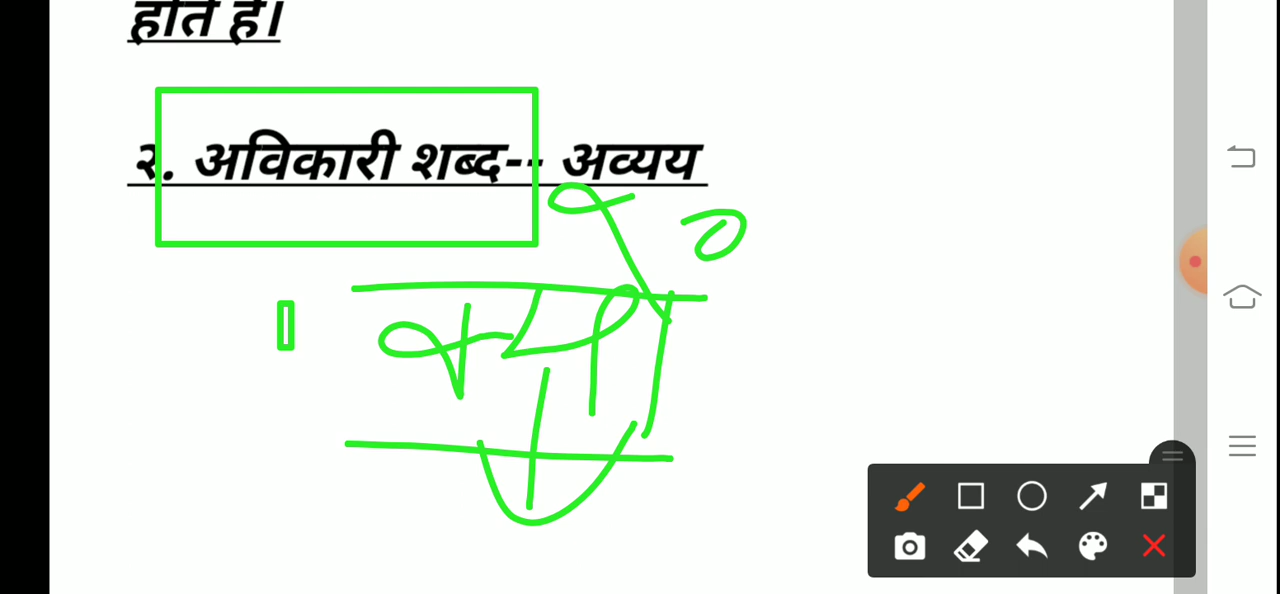 होते हैं।
२. अविकारी शब्द-- अव्यय